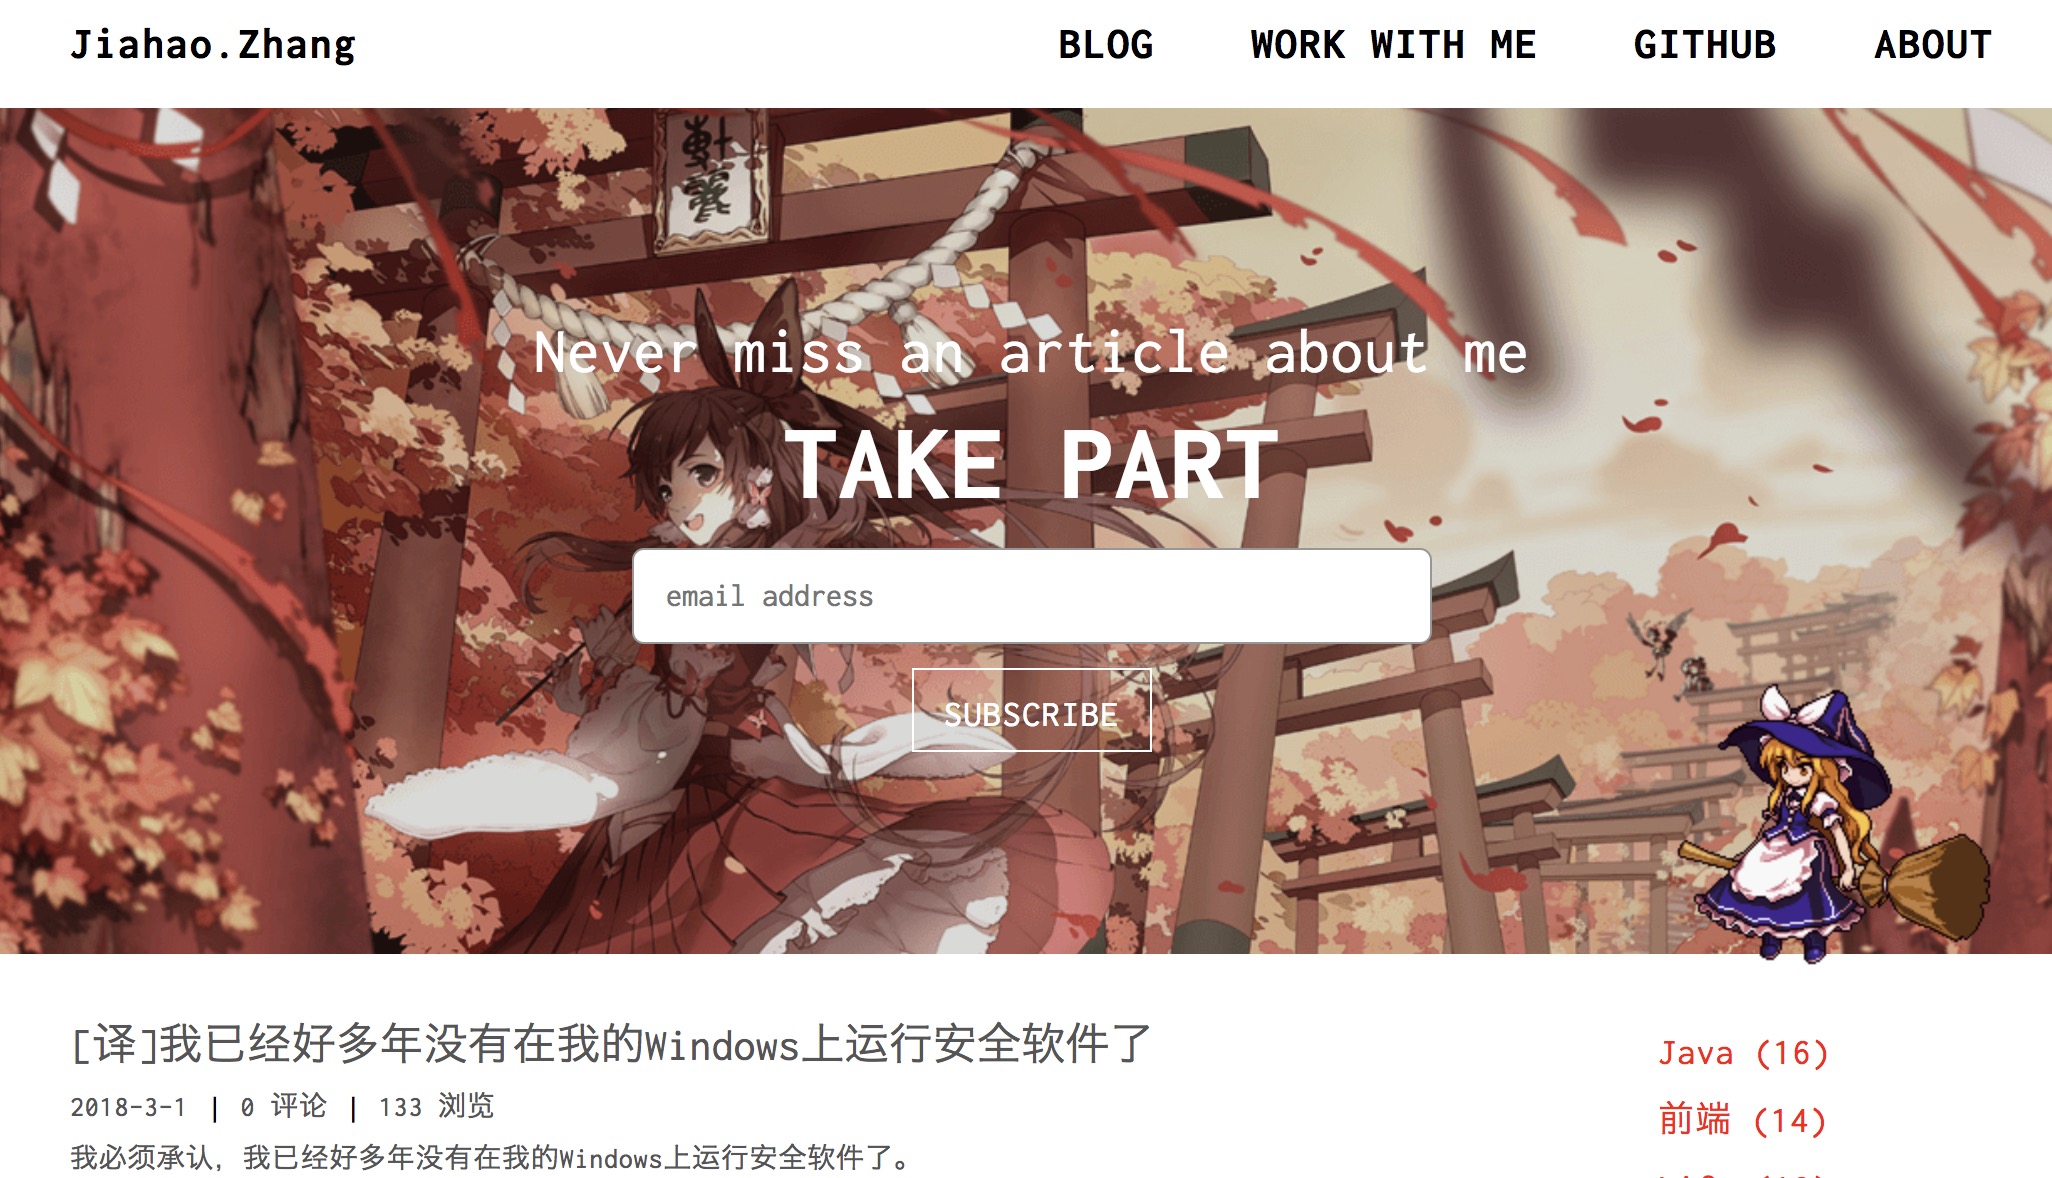 Jiahao.Zhang
BLOG WORK WITH ME GITHUB ABOUT
Never miss an article about me
TAKE PART
email address
SUBSCRIBE
[译]我已经好多年没有在我的Windows上运行安全软件了
2018-3-1 | 0 评论 | 133 浏览
我必须承认，我已经好多年没有在我的Windows上运行安全软件了。
Java (16)
前端 (14)